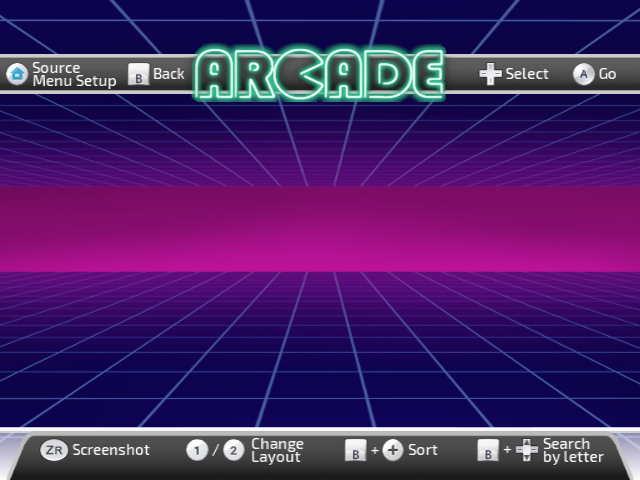 Source
Menu Setup
B Back
ARCADE
Select
A Go
ZR Screenshot
1 / 2 Change
Layout
B + + Sort
B + Search
by letter